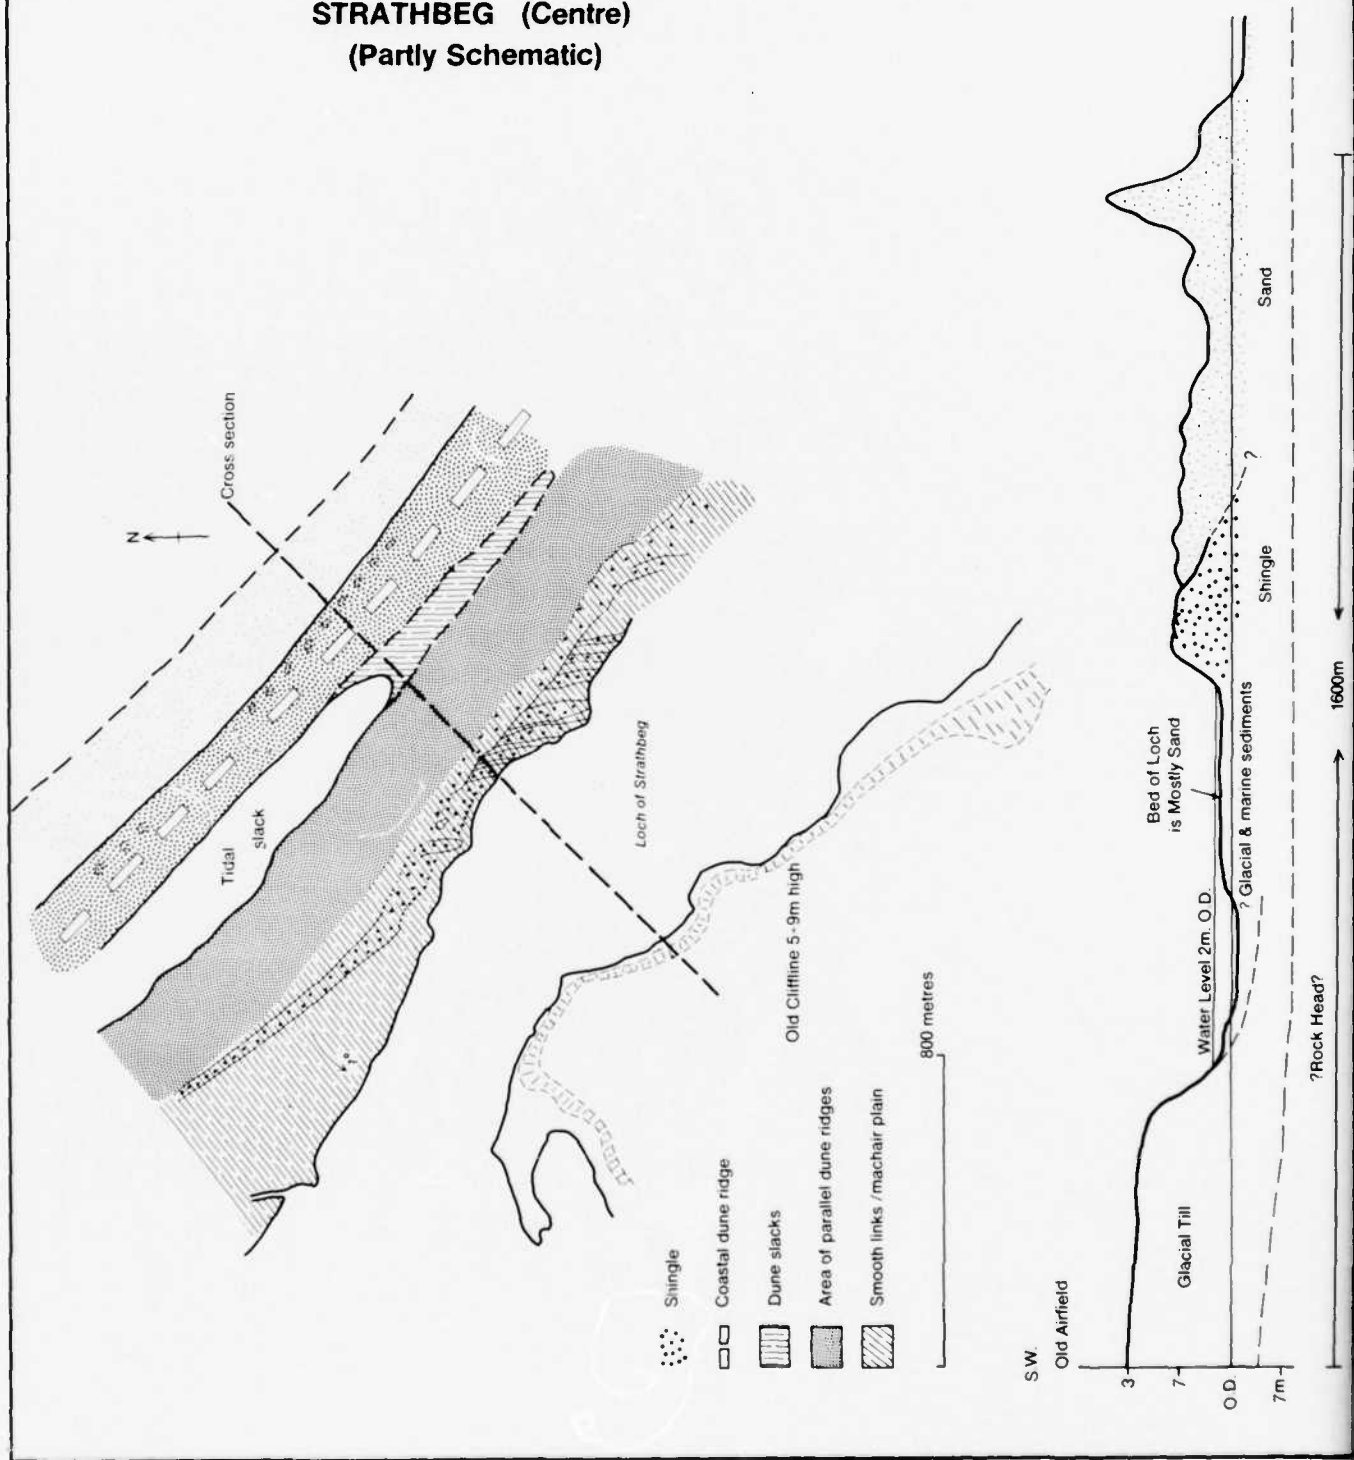 STRATHBEG (Centre)
(Partly Schematic)
Cross section
N
Tidal
slack
Loch of Strathbeg
1°
Old Cliffline 5-9m high
Shingle
Coastal dune ridge
Dune slacks
Area of parallel dune ridges
Smooth links / machair plain
800 metres
S.W.
Old Airfield
3
7
O.D.
7m
Glacial Till
Water Level 2m. O.D.
Bed of Loch
is Mostly Sand
? Glacial & marine sediments
Shingle
?
Sand
?Rock Head?
1600m